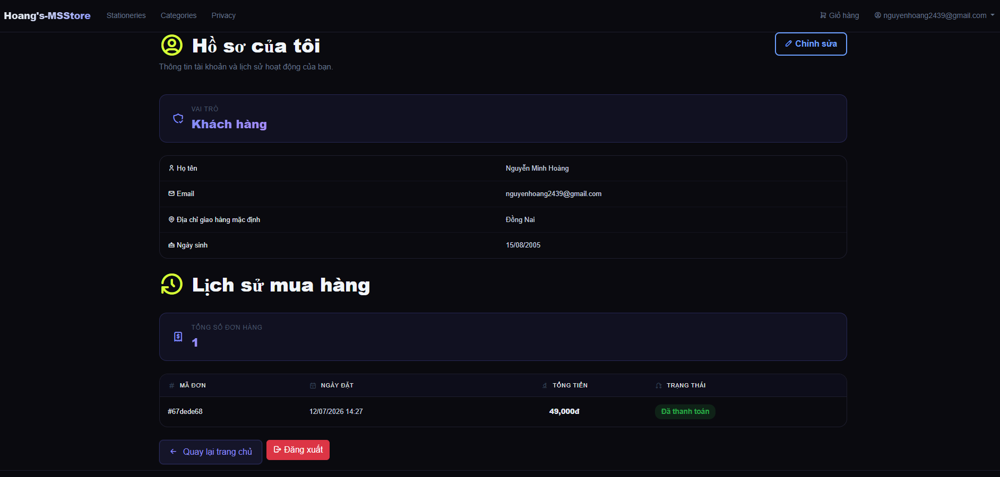 Hoang's-MSStore Stationeries Categories Privacy Giỏ hàng nguyenhoang2439@gmail.com
Hồ sơ của tôi
Chỉnh sửa
Thông tin tài khoản và lịch sử hoạt động của bạn.
VAI TRÒ
Khách hàng
Họ tên Nguyễn Minh Hoàng
Email nguyenhoang2439@gmail.com
Địa chỉ giao hàng mặc định Đồng Nai
Ngày sinh 15/08/2005
Lịch sử mua hàng
TỔNG SỐ ĐƠN HÀNG
1
# MÃ ĐƠN NGÀY ĐẶT đ TỔNG TIỀN TRẠNG THÁI
#67dede68 12/07/2026 14:27 49,000đ Đã thanh toán
Quay lại trang chủ Đăng xuất